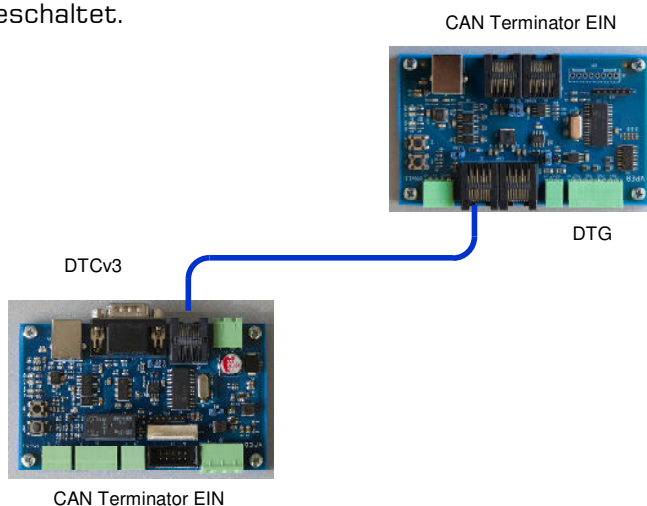 eschaltet.
CAN Terminator EIN
DTG
DTCv3
CAN Terminator EIN